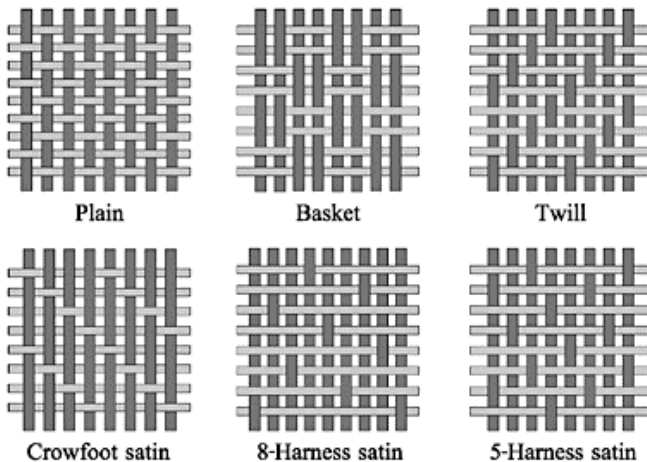 Plain
Basket
Twill
Crowfoot satin
8-Harness satin
5-Harness satin